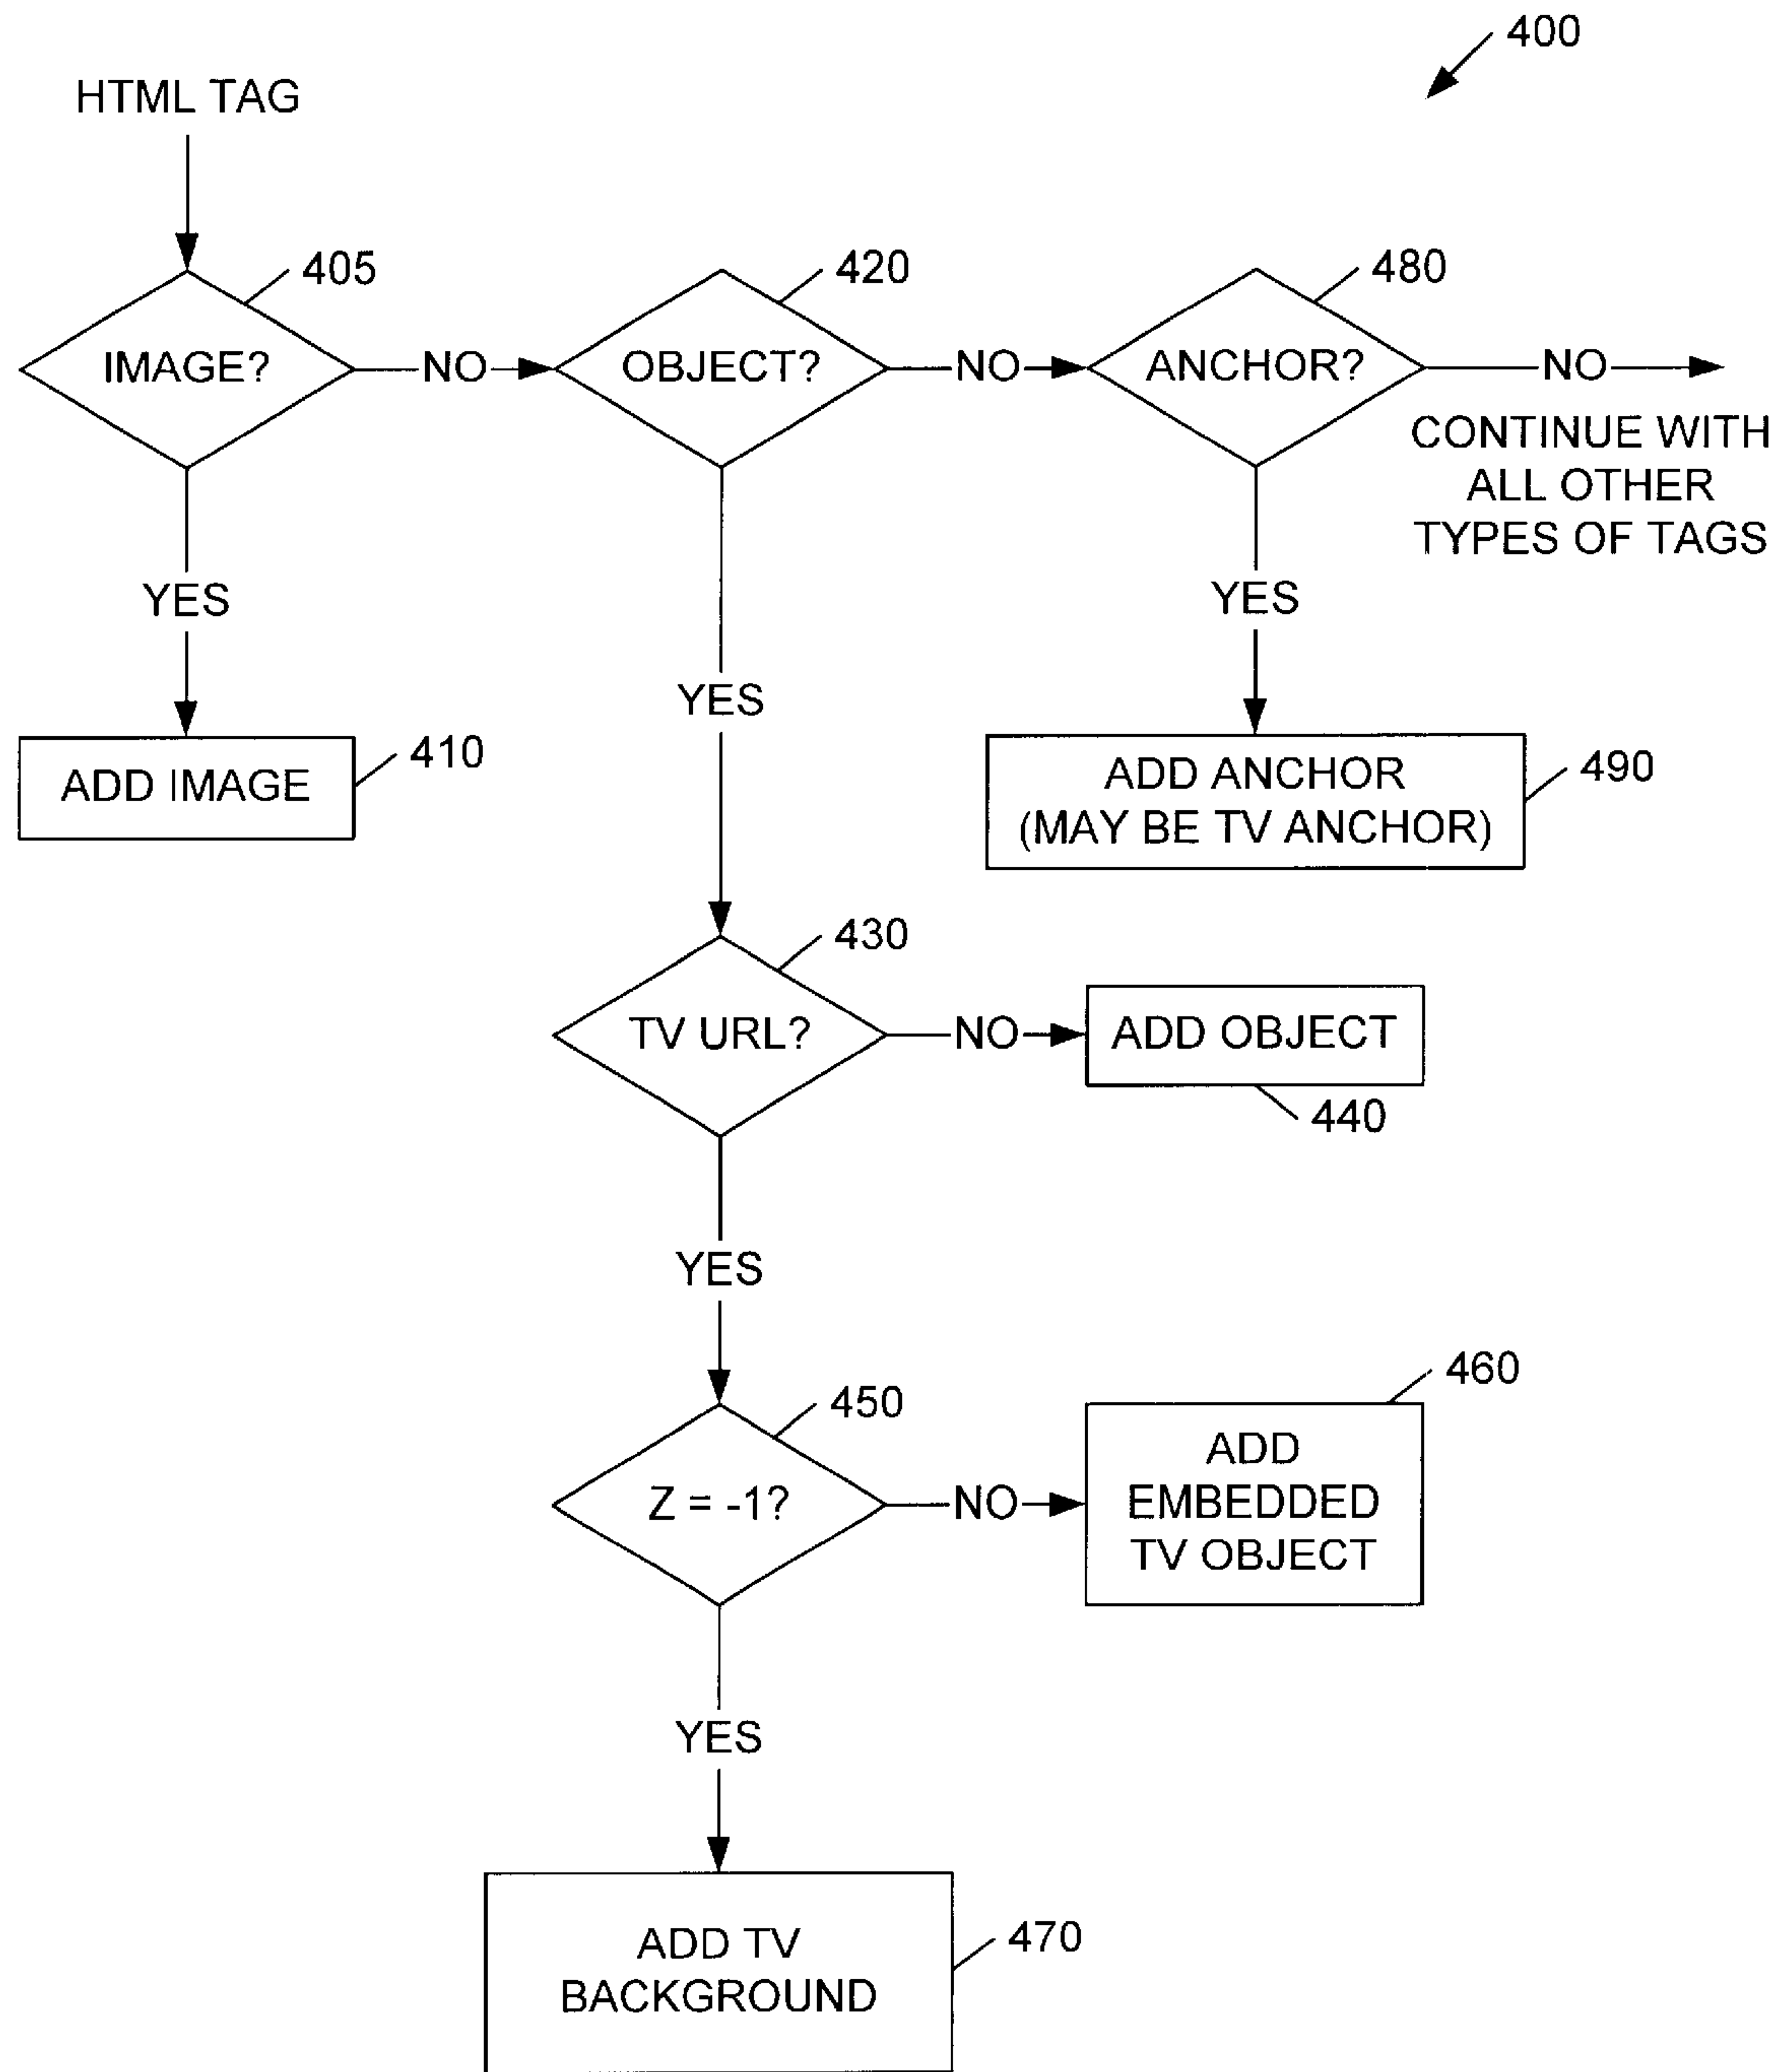 400
HTML TAG
405
420
480
IMAGE?
NO
OBJECT?
NO
ANCHOR?
NO
CONTINUE WITH
ALL OTHER
TYPES OF TAGS
YES
YES
YES
ADD IMAGE
410
ADD ANCHOR
(MAY BE TV ANCHOR)
490
430
TV URL?
NO
ADD OBJECT
440
YES
450
460
Z = -1?
NO
ADD
EMBEDDED
TV OBJECT
YES
ADD TV
BACKGROUND
470